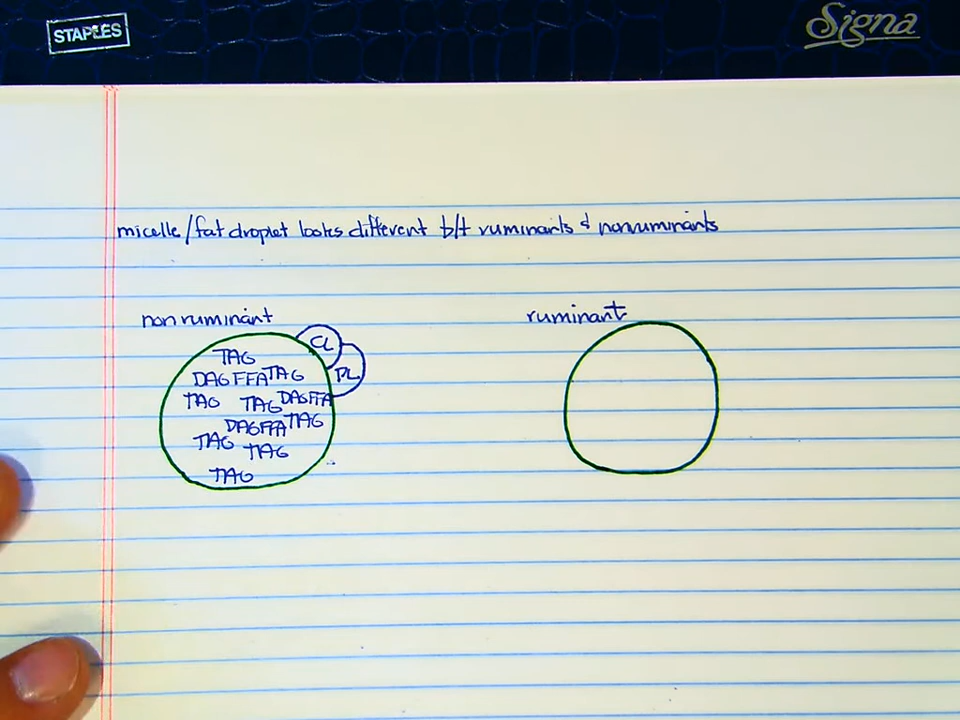 STAPLES
Signa
micelle/fat droplet looks different b/t ruminants & nonruminants
nonruminant
ruminant
CL
TAG
PL
DAG FFA TAG
TAG TAG DAG FFA
DAG FFA TAG
TAG TAG
TAG